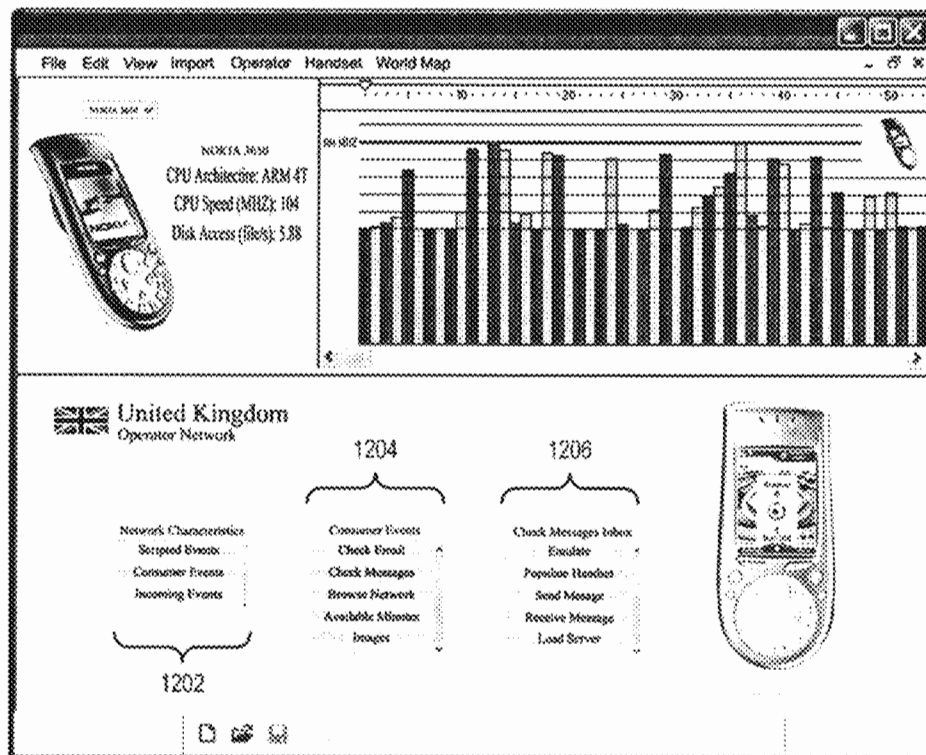 File Edit View Import Operator Handset World Map
NOKIA 3650
NOKIA 3650
CPU Architectire: ARM 4T
CPU Speed (MHZ): 104
Disk Access (file/s): 5.88
10 20 30 40 50
United Kingdom
Operator Network
1204
1206
Network Characteristics
Scripted Events
Consumer Events
Incoming Events
Consumer Events
Check Email
Check Messages
Browse Network
Available Minutes
Images
Check Messages Inbox
Emulate
Populate Handset
Send Message
Receive Message
Load Server
1202